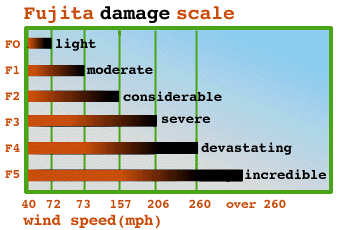 Fujita damage scale
F0 light
F1 moderate
F2 considerable
F3 severe
F4 devastating
F5 incredible
40 72 73 157 206 260 over 260
wind speed(mph)